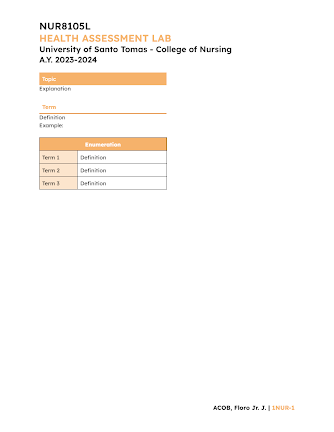 NUR8105L
HEALTH ASSESSMENT LAB
University of Santo Tomas - College of Nursing
A.Y. 2023-2024
Topic
Explanation
Term
Definition
Example:
Enumeration
Term 1 Definition
Term 2 Definition
Term 3 Definition
ACOB, Floro Jr. J. | 1NUR-1